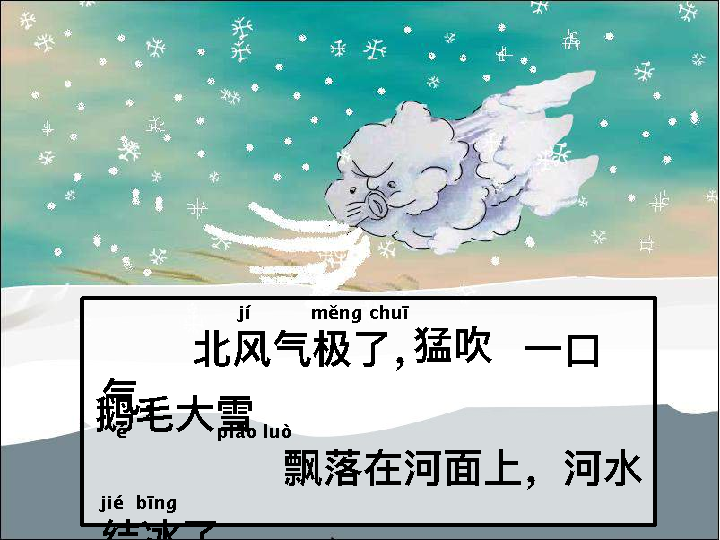 jí měng chuī
北风气极了,猛吹 一口
气
鹅毛大雪
é piāo luò
飘落在河面上，河水
jié bīng
结冰了